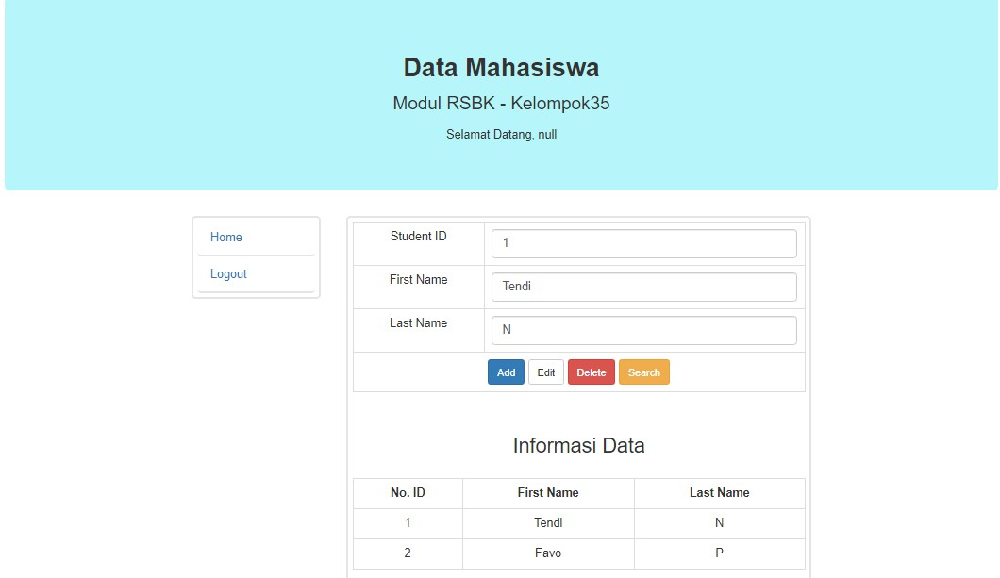 Data Mahasiswa
Modul RSBK - Kelompok35
Selamat Datang, null
Home
Logout
Student ID 1
First Name Tendi
Last Name N
Add Edit Delete Search
Informasi Data
No. ID First Name Last Name
1 Tendi N
2 Favo P